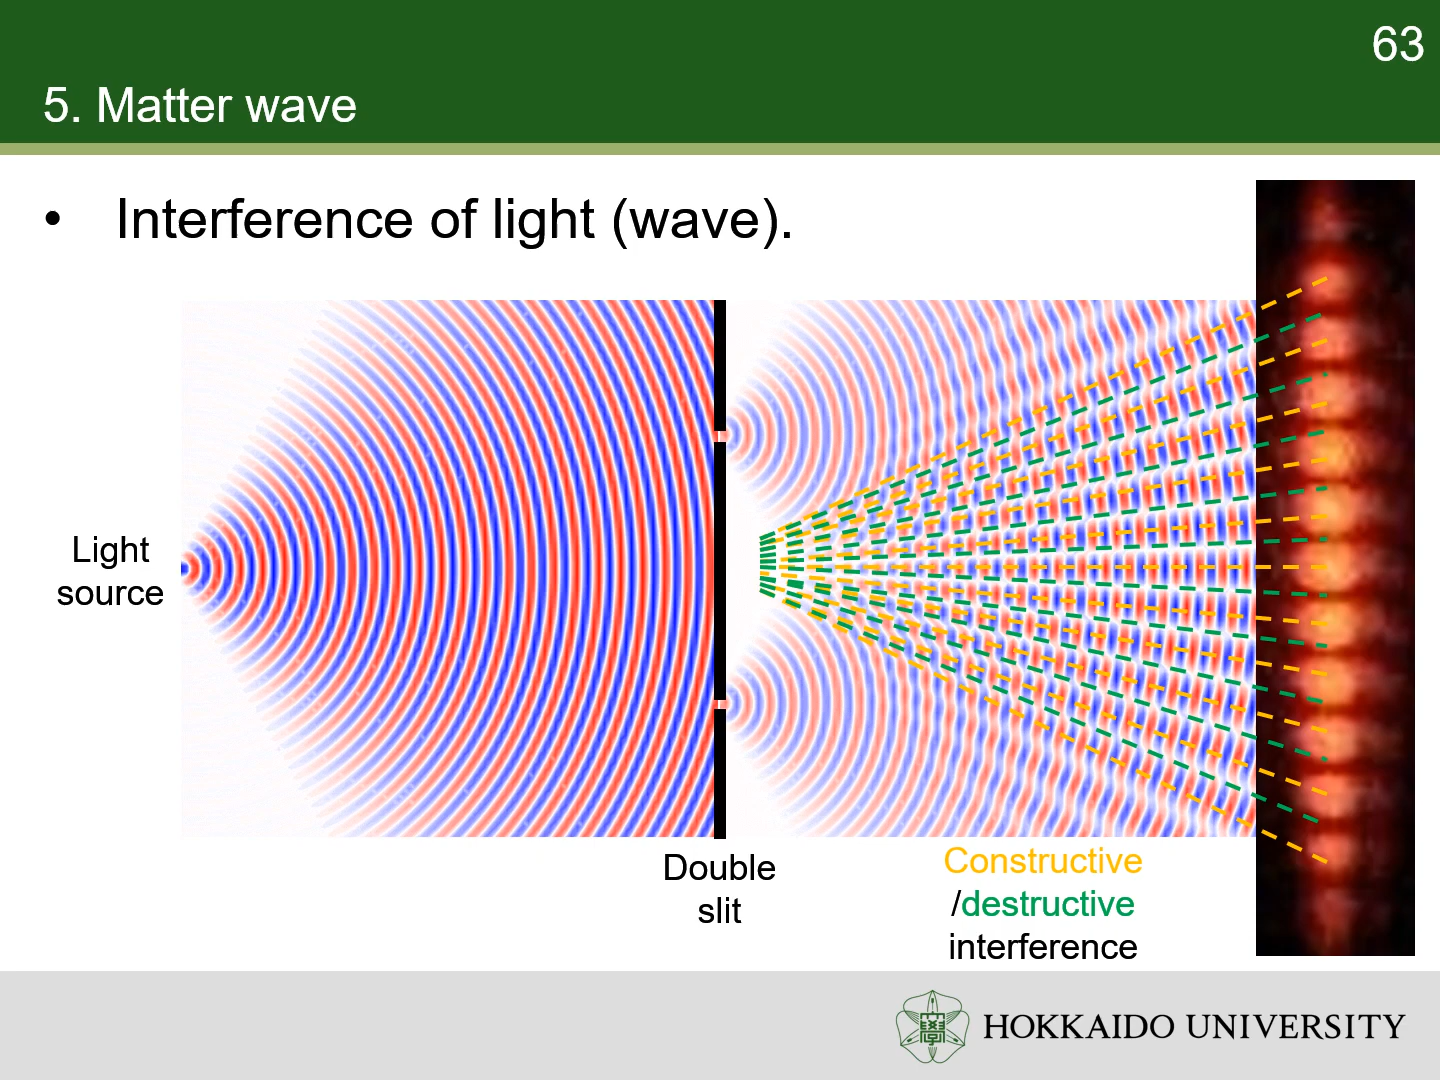 63
5. Matter wave
• Interference of light (wave).
Light
source
Double
slit
Constructive
/destructive
interference
HOKKAIDO UNIVERSITY